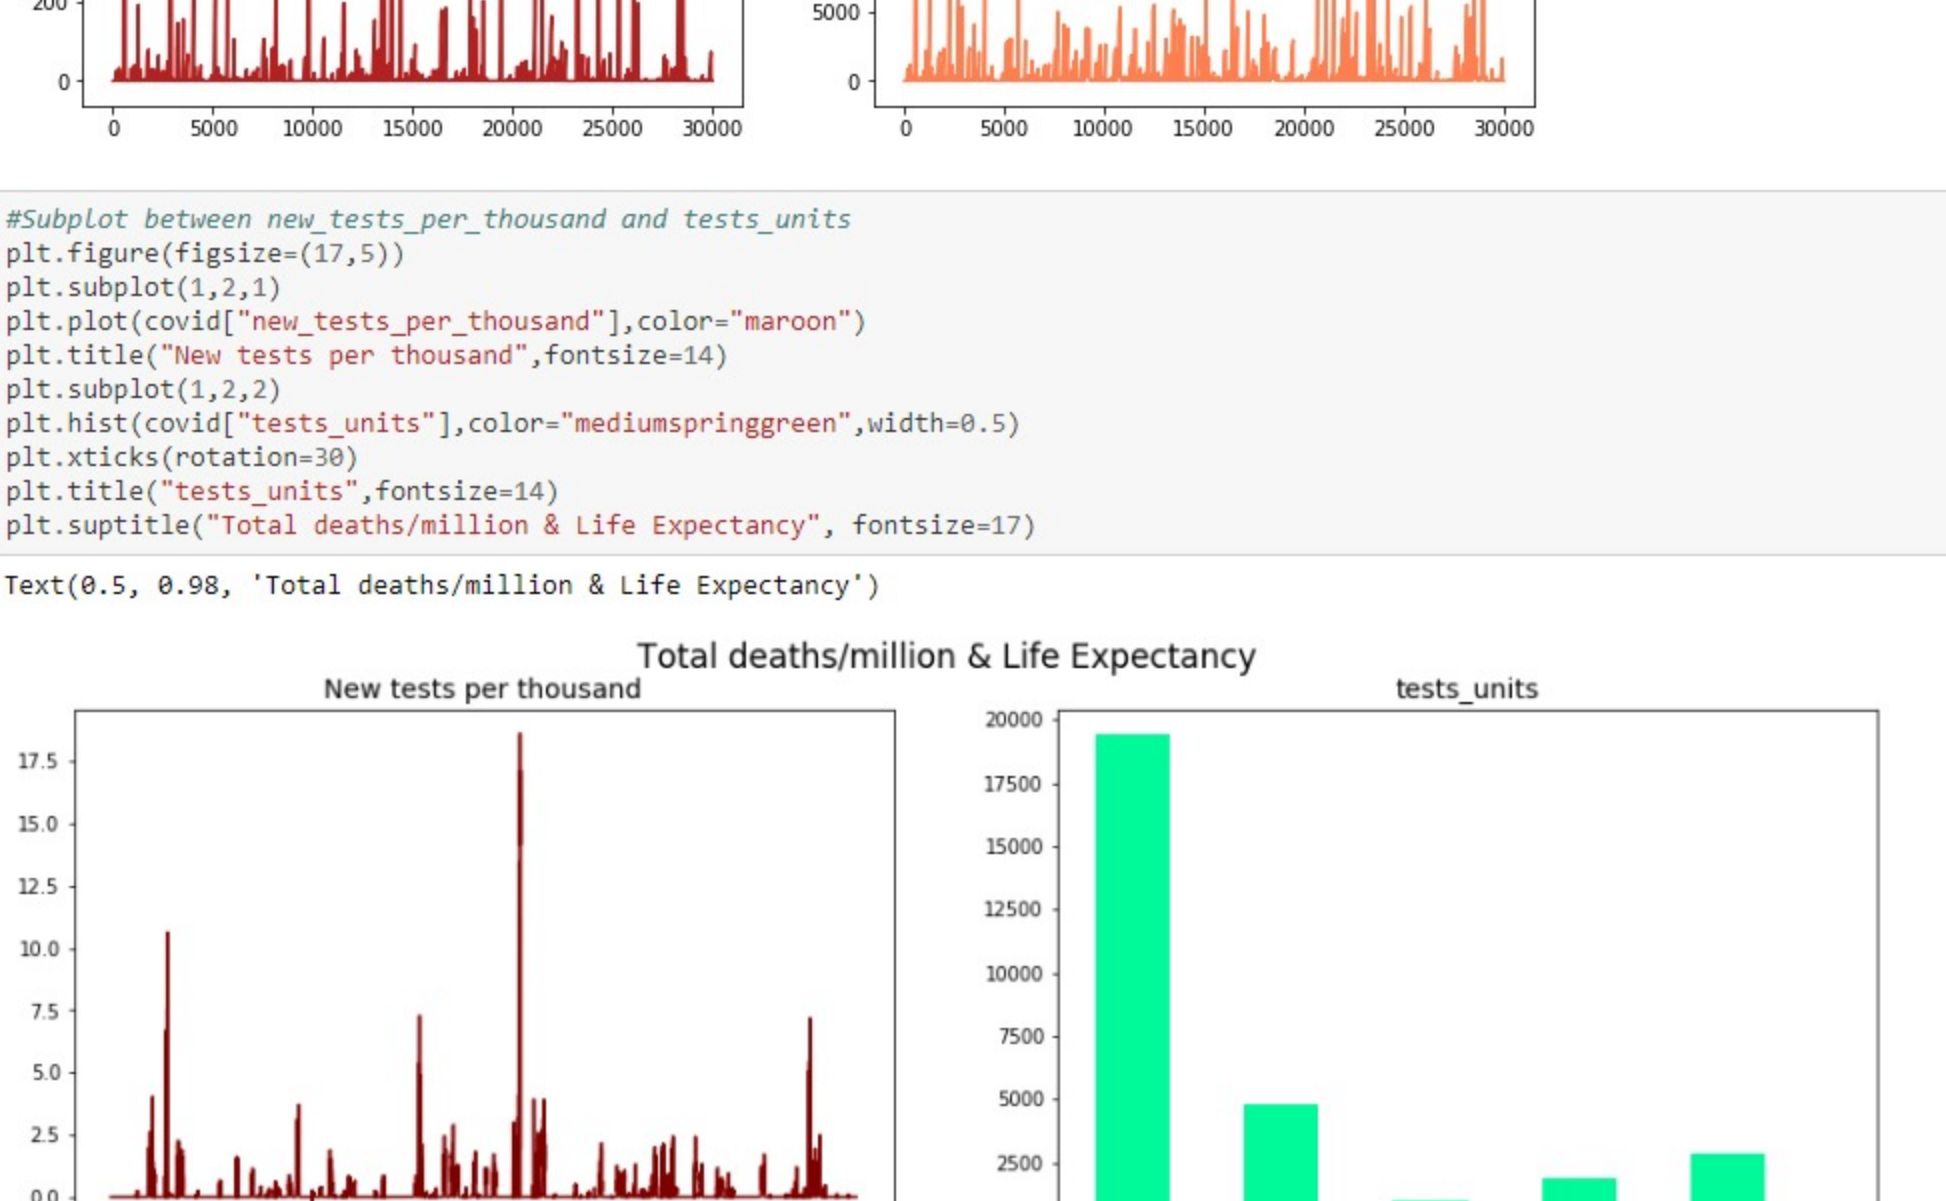 200
0
0 5000 10000 15000 20000 25000 30000
5000
0
0 5000 10000 15000 20000 25000 30000
#Subplot between new_tests_per_thousand and tests_units
plt.figure(figsize=(17,5))
plt.subplot(1,2,1)
plt.plot(covid["new_tests_per_thousand"],color="maroon")
plt.title("New tests per thousand",fontsize=14)
plt.subplot(1,2,2)
plt.hist(covid["tests_units"],color="mediumspringgreen",width=0.5)
plt.xticks(rotation=30)
plt.title("tests_units",fontsize=14)
plt.suptitle("Total deaths/million & Life Expectancy", fontsize=17)
Text(0.5, 0.98, 'Total deaths/million & Life Expectancy')
Total deaths/million & Life Expectancy
New tests per thousand
17.5
15.0
12.5
10.0
7.5
5.0
2.5
0.0
tests_units
20000
17500
15000
12500
10000
7500
5000
2500